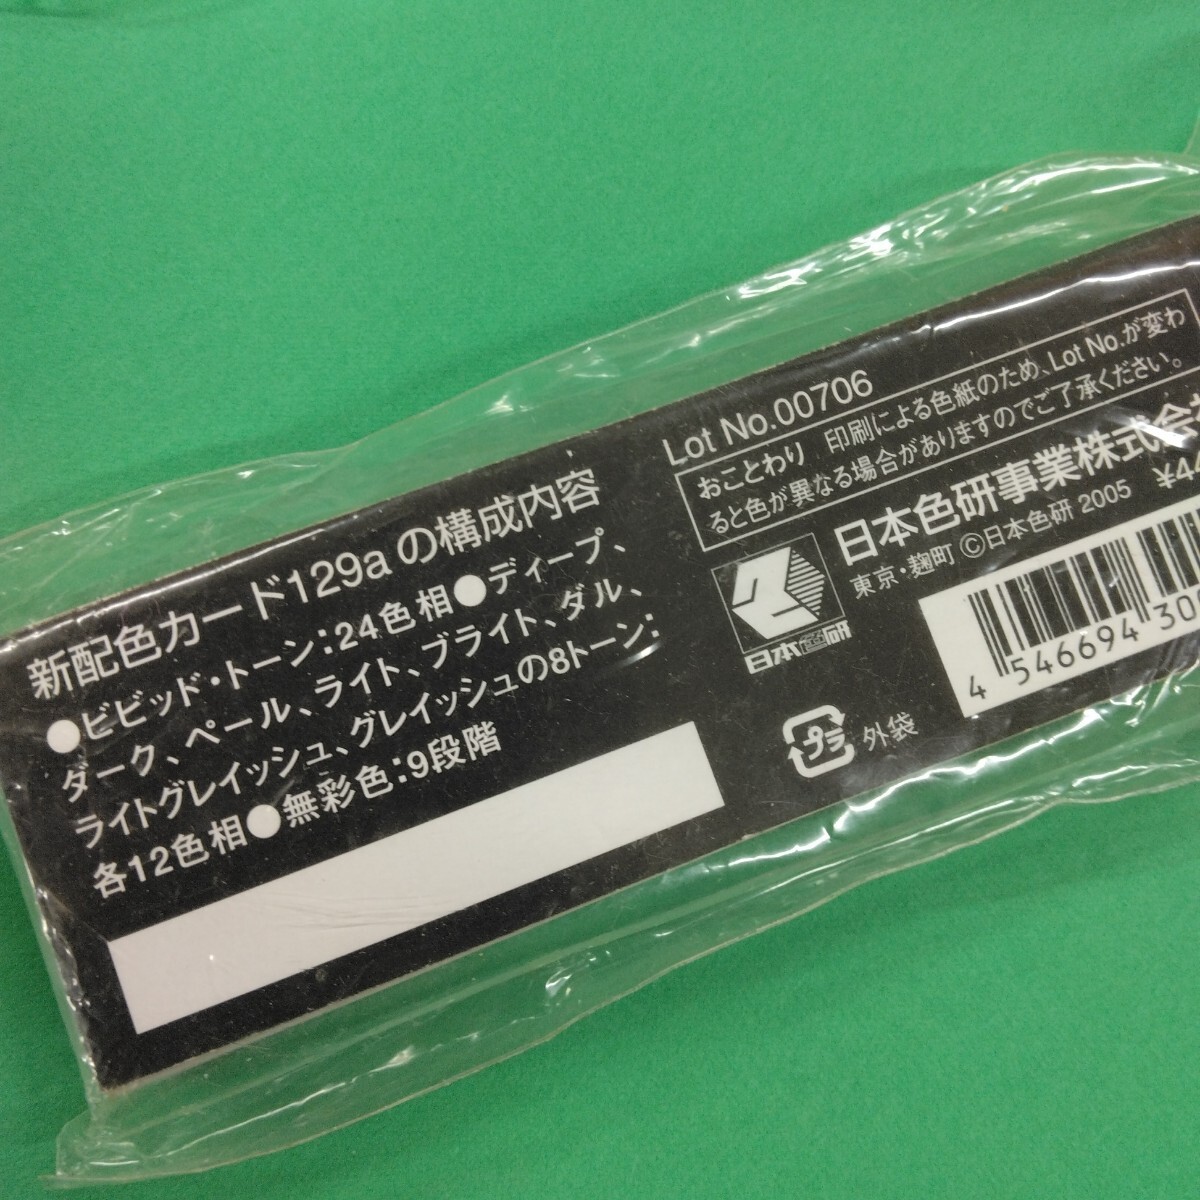 新配色カード129aの構成内容
●ビビッド・トーン:24色相●ディープ、
ダーク、ペール、ライト、ブライト、ダル、
ライトグレイッシュ、グレイッシュの8トーン:
各12色相●無彩色:9段階
Lot No.00706
おことわり 印刷による色紙のため、Lot No.が変わ
ると色が異なる場合がありますのでご了承ください。
日本色研
日本色研事業株式会
東京・麹町 ©日本色研 2005 ¥44
4 546694 30
プラ 外袋